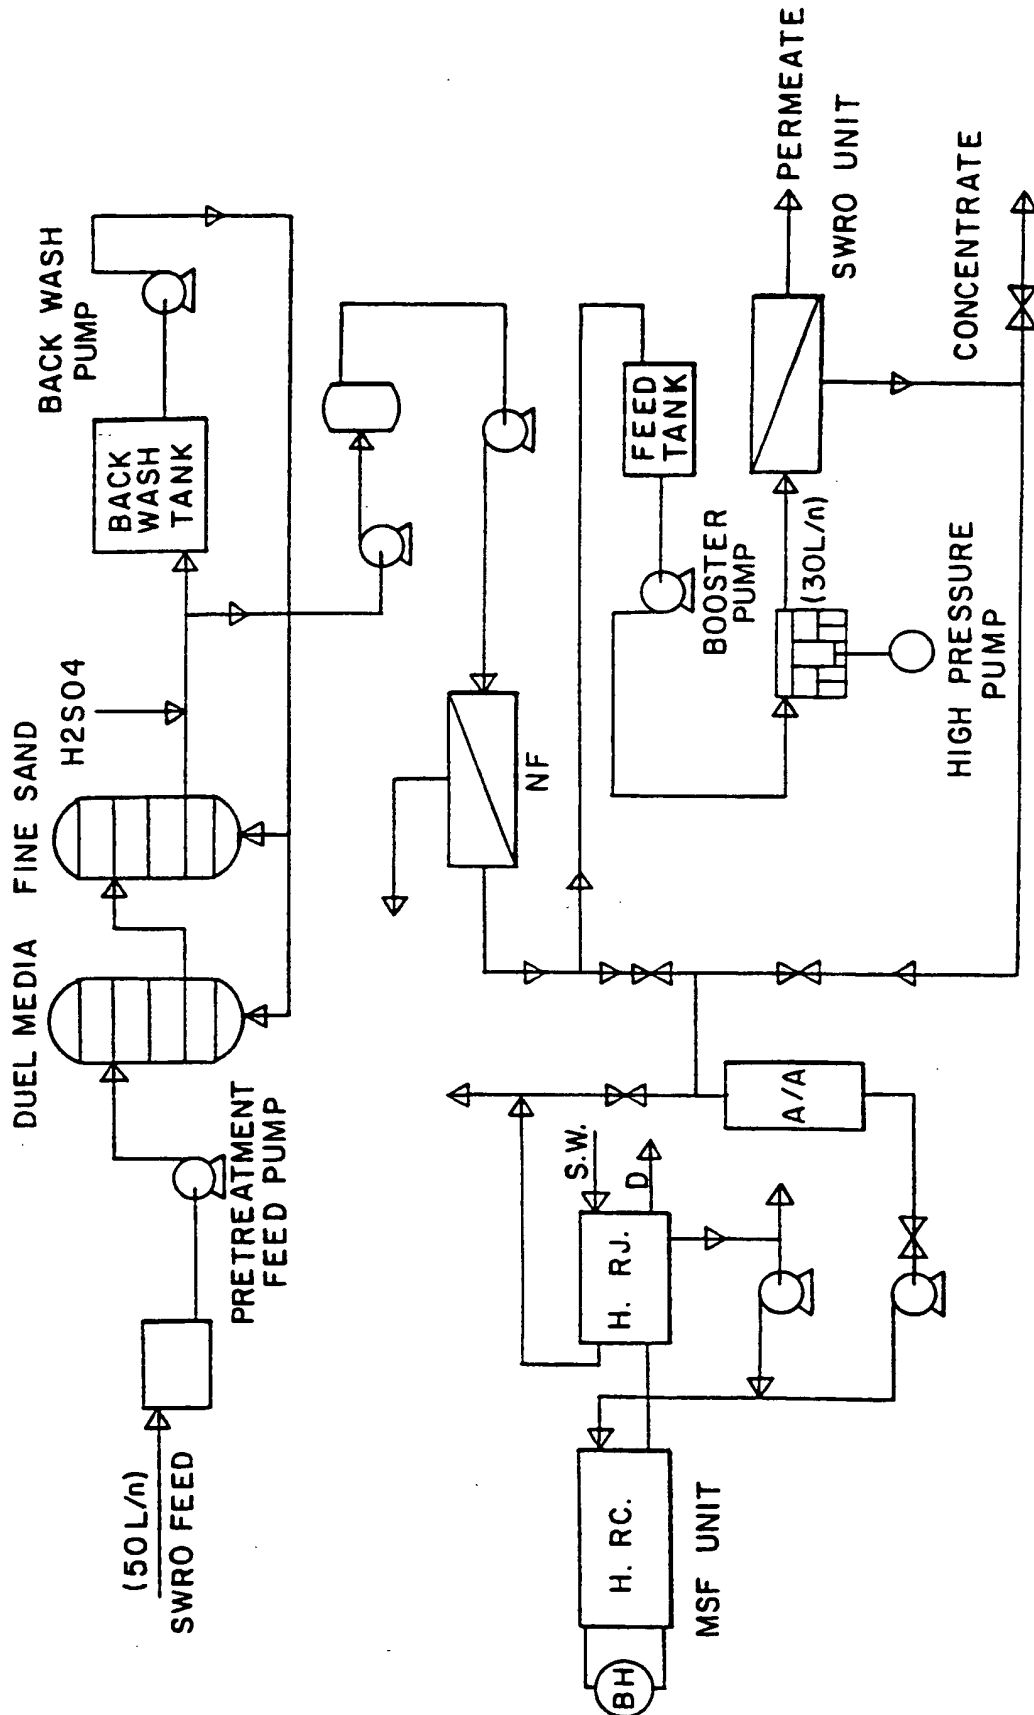 (50L/n)
SWRO FEED
PRETREATMENT
FEED PUMP
DUEL MEDIA
FINE SAND
H2SO4
BACK
WASH
TANK
BACK WASH
PUMP
NF
FEED
TANK
BOOSTER
PUMP
(30L/n)
HIGH PRESSURE
PUMP
PERMEATE
SWRO UNIT
CONCENTRATE
A/A
S.W.
D
H. RJ.
H. RC.
BH
MSF UNIT